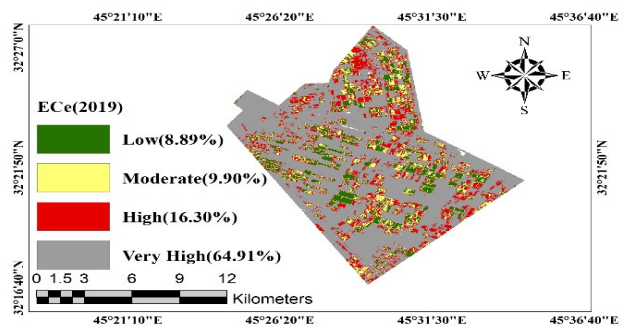 45°21'10"E 45°26'20"E 45°31'30"E 45°36'40"E
32°27'0"N
N
W E
S
ECe(2019)
Low(8.89%)
Moderate(9.90%)
High(16.30%)
Very High(64.91%)
32°21'50"N
32°21'50"N
0 1.5 3 6 9 12
Kilometers
32°16'40"N
32°16'40"N
45°21'10"E 45°26'20"E 45°31'30"E 45°36'40"E